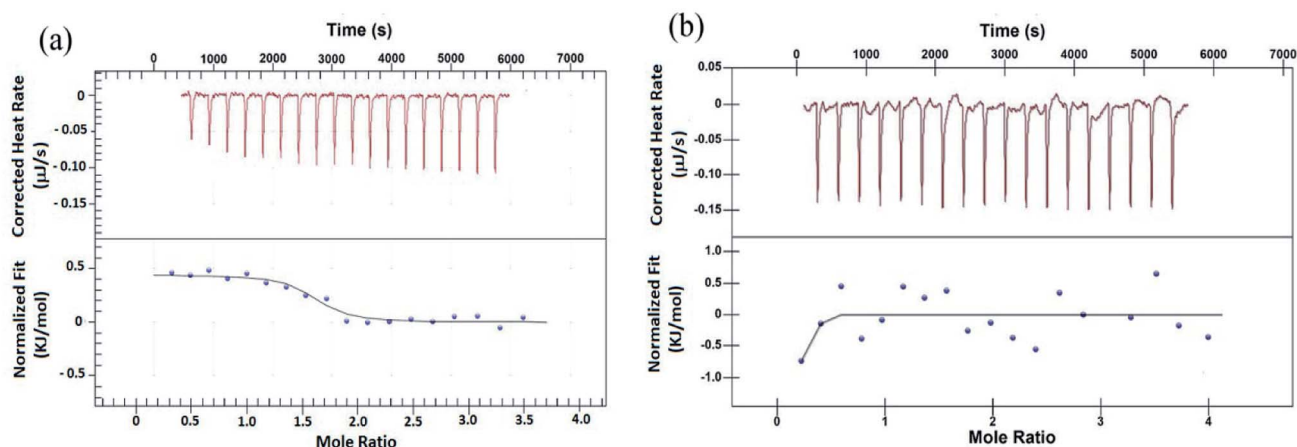 (a)
Time (s)
0 1000 2000 3000 4000 5000 6000 7000
Corrected Heat Rate
(µJ/s)
0
- 0.05
- 0.10
- 0.15
Normalized Fit
(KJ/mol)
0.5
0
- 0.5
0 0.5 1.0 1.5 2.0 2.5 3.0 3.5 4.0
Mole Ratio
(b)
Time (s)
0 1000 2000 3000 4000 5000 6000 7000
Corrected Heat Rate
(µJ/s)
0.05
0
-0.05
-0.10
-0.15
Normalized Fit
(KJ/mol)
1.0
0.5
0
-0.5
-1.0
0 1 2 3 4
Mole Ratio